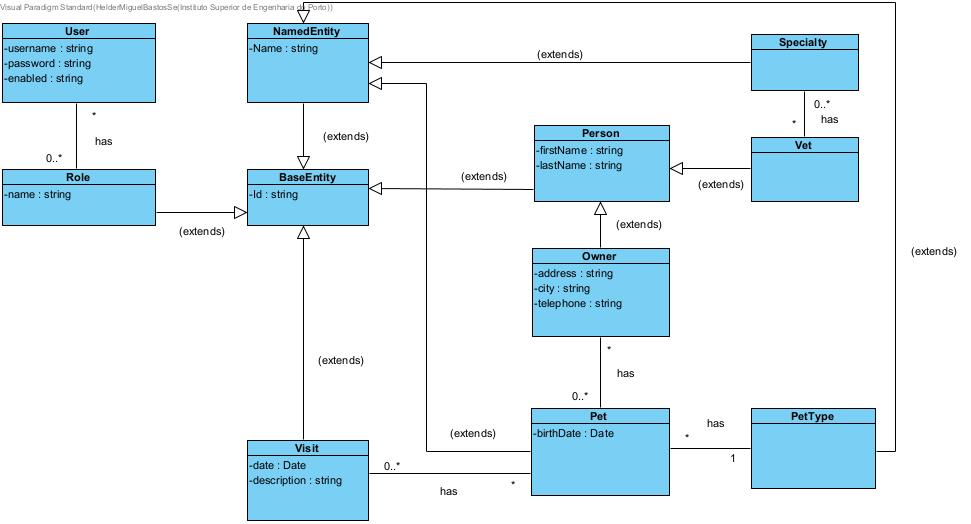 Visual Paradigm Standard(HelderMiguelBastosSe(Instituto Superior de Engenharia do Porto))
User
-username : string
-password : string
-enabled : string
NamedEntity
-Name : string
(extends)
Specialty
0..*
has
*
Vet
*
has
0..*
(extends)
Person
-firstName : string
-lastName : string
(extends)
(extends)
Role
-name : string
BaseEntity
-Id : string
(extends)
(extends)
Owner
-address : string
-city : string
-telephone : string
(extends)
*
has
0..*
(extends)
Pet
-birthDate : Date
(extends)
has
*
1
PetType
Visit
-date : Date
-description : string
0..*
has
*